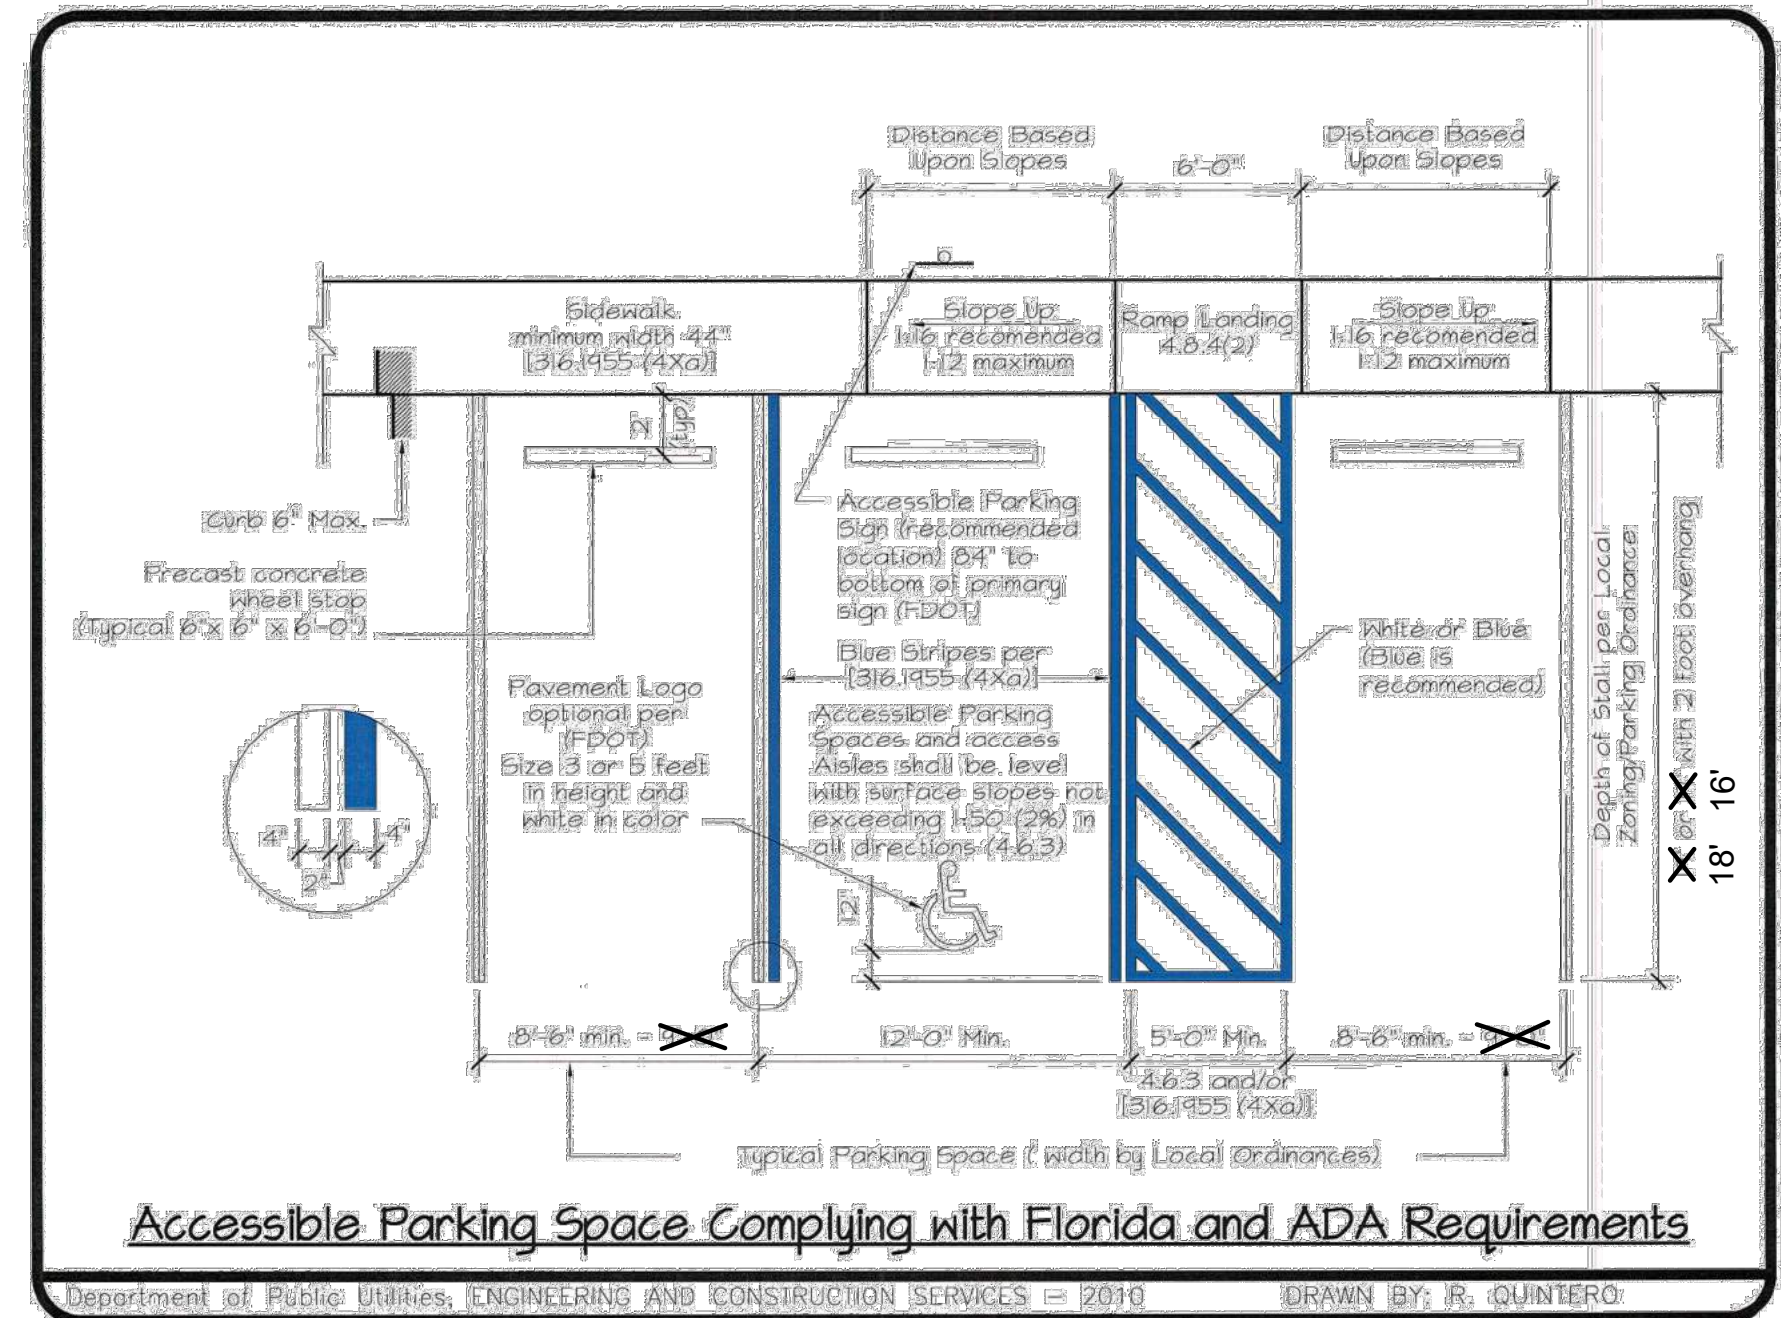 Distance Based
Upon Slopes
6'-0"
Distance Based
Upon Slopes
b
Sidewalk
minimum width 44"
[316.1955 (4)(a)]
Slope Up
1:16 recomended
1:12 maximum
Ramp Landing
4.8.4(2)
Slope Up
1:16 recomended
1:12 maximum
2'
(typ)
Curb 6" Max.
Precast concrete
wheel stop
(Typical 6"x 6" x 6'-0")
Accessible Parking
Sign (recommended
location) 84" to
bottom of primary
sign (FDOT)
Blue Stripes per
[316.1955 (4)(a)]
Pavement Logo
optional per
(FDOT)
Size 3 or 5 feet
in height and
white in color
Accessible Parking
Spaces and access
Aisles shall be level
with surface slopes not
exceeding 1:50 (2%) in
all directions (4.6.3)
White or Blue
(Blue is
recommended)
Depth of Stall per Local
Zoning/Parking Ordinance
or with 2 foot overhang
18' 16'
4"
4"
2"
12"
8'-6" min. -
12'-0" Min.
5'-0" Min.
8'-6" min. -
4.6.3 and/or
[316.1955 (4)(a)]
Typical Parking Space ( width by Local Ordinances)
Accessible Parking Space Complying with Florida and ADA Requirements
Department of Public Utilities, ENGINEERING AND CONSTRUCTION SERVICES - 2010
DRAWN BY: R. QUINTERO